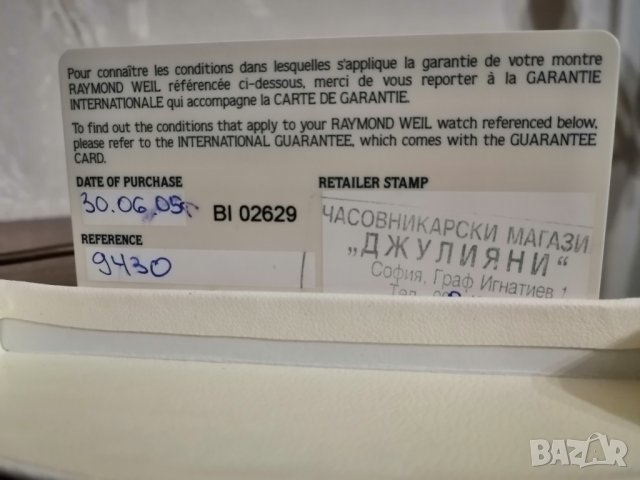 Pour connaître les conditions dans lesquelles s'applique la garantie de votre montre
RAYMOND WEIL référencée ci-dessous, merci de vous reporter à la GARANTIE
INTERNATIONALE qui accompagne la CARTE DE GARANTIE.
To find out the conditions that apply to your RAYMOND WEIL watch referenced below,
please refer to the INTERNATIONAL GUARANTEE, which comes with the GUARANTEE
CARD.
DATE OF PURCHASE
30.06.05г
BI 02629
REFERENCE
9430
RETAILER STAMP
ЧАСОВНИКАРСКИ МАГАЗИ
„ДЖУЛИЯНИ“
София, Граф Игнатиев 1
Тел.
BAZAR